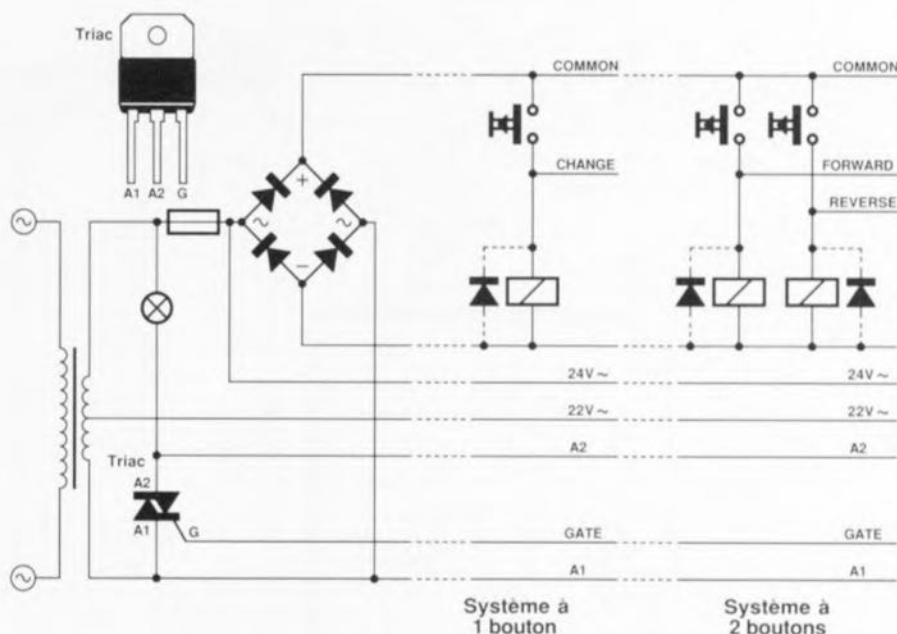 Triac
A1 A2 G
COMMON COMMON
CHANGE FORWARD
REVERSE
~ ~
+
~ ~
−
24V~ 24V~
22V~ 22V~
A2 A2
Triac
A2
A1
G
GATE GATE
A1 A1
Système à
1 bouton
Système à
2 boutons